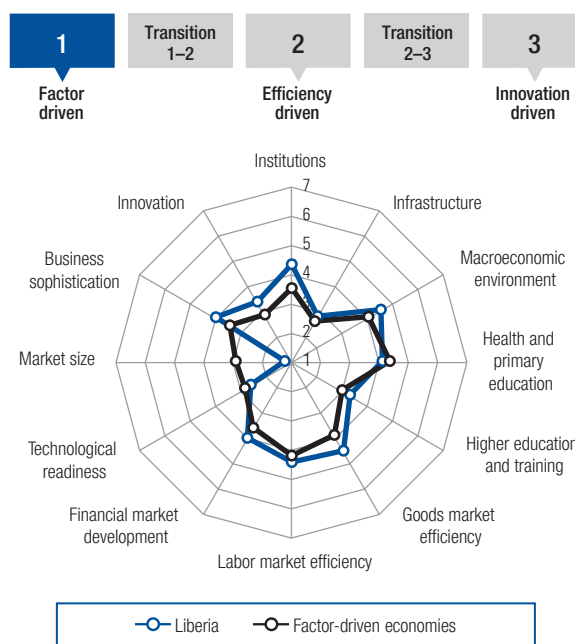 1
Transition
1–2
2
Transition
2–3
3
Factor
driven
Efficiency
driven
Innovation
driven
Institutions
7
6
5
4
3
2
1
Infrastructure
Macroeconomic
environment
Health and
primary
education
Higher education
and training
Goods market
efficiency
Labor market efficiency
Financial market
development
Technological
readiness
Market size
Business
sophistication
Innovation
Liberia
Factor-driven economies